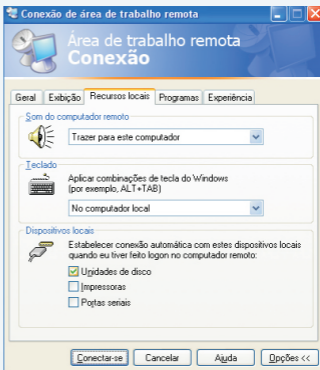 Conexão de área de trabalho remota
Área de trabalho remota
Conexão
Geral Exibição Recursos locais Programas Experiência
Som do computador remoto
Trazer para este computador
Teclado
Aplicar combinações de tecla do Windows
(por exemplo, ALT+TAB)
No computador local
Dispositivos locais
Estabelecer conexão automática com estes dispositivos locais
quando eu tiver feito logon no computador remoto:
Unidades de disco
Impressoras
Portas seriais
Conectar-se Cancelar Ajuda Opções <<